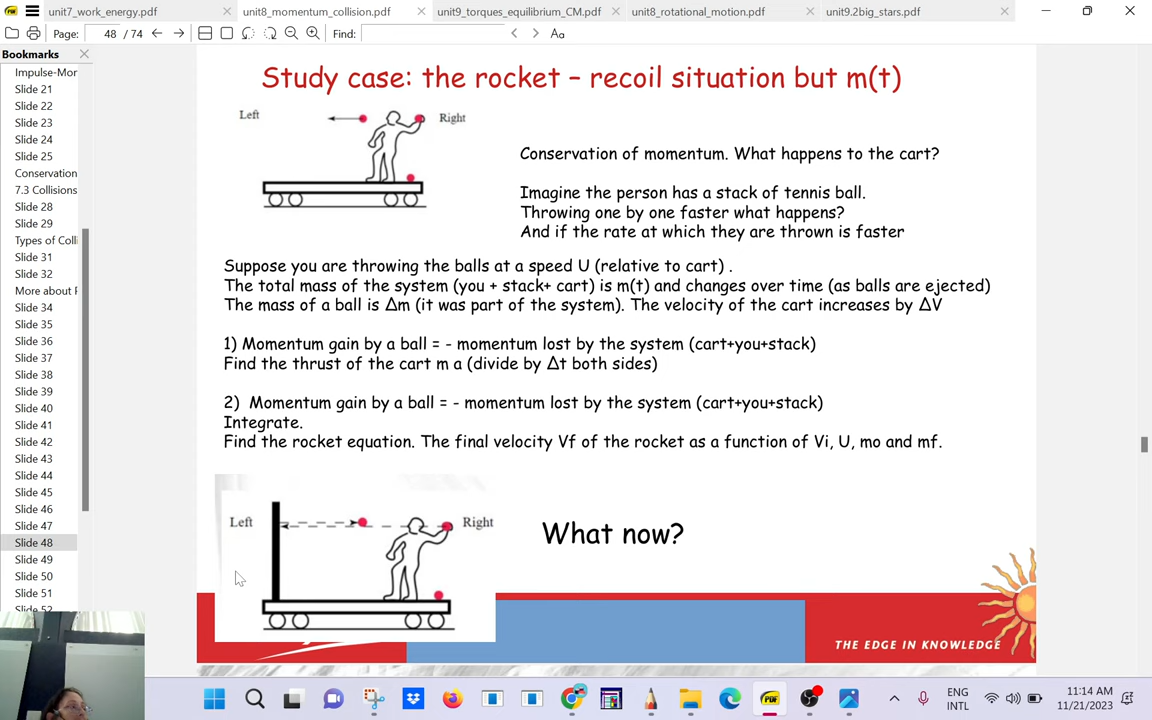 unit7_work_energy.pdf
unit8_momentum_collision.pdf
unit9_torques_equilibrium_CM.pdf
unit8_rotational_motion.pdf
unit9.2big_stars.pdf
Page: 48 / 74
Find:
Aa
Bookmarks
Impulse-Mor
Slide 21
Slide 22
Slide 23
Slide 24
Slide 25
Conservation
7.3 Collisions
Slide 28
Slide 29
Types of Colli
Slide 31
Slide 32
More about P
Slide 34
Slide 35
Slide 36
Slide 37
Slide 38
Slide 39
Slide 40
Slide 41
Slide 42
Slide 43
Slide 44
Slide 45
Slide 46
Slide 47
Slide 48
Slide 49
Slide 50
Slide 51
Slide 52
Study case: the rocket – recoil situation but m(t)
Left
Right
Conservation of momentum. What happens to the cart?
Imagine the person has a stack of tennis ball.
Throwing one by one faster what happens?
And if the rate at which they are thrown is faster
Suppose you are throwing the balls at a speed U (relative to cart) .
The total mass of the system (you + stack+ cart) is m(t) and changes over time (as balls are ejected)
The mass of a ball is Δm (it was part of the system). The velocity of the cart increases by ΔV
1) Momentum gain by a ball = - momentum lost by the system (cart+you+stack)
Find the thrust of the cart m a (divide by Δt both sides)
2) Momentum gain by a ball = - momentum lost by the system (cart+you+stack)
Integrate.
Find the rocket equation. The final velocity Vf of the rocket as a function of Vi, U, mo and mf.
Left
Right
What now?
THE EDGE IN KNOWLEDGE
ENG
INTL
11:14 AM
11/21/2023